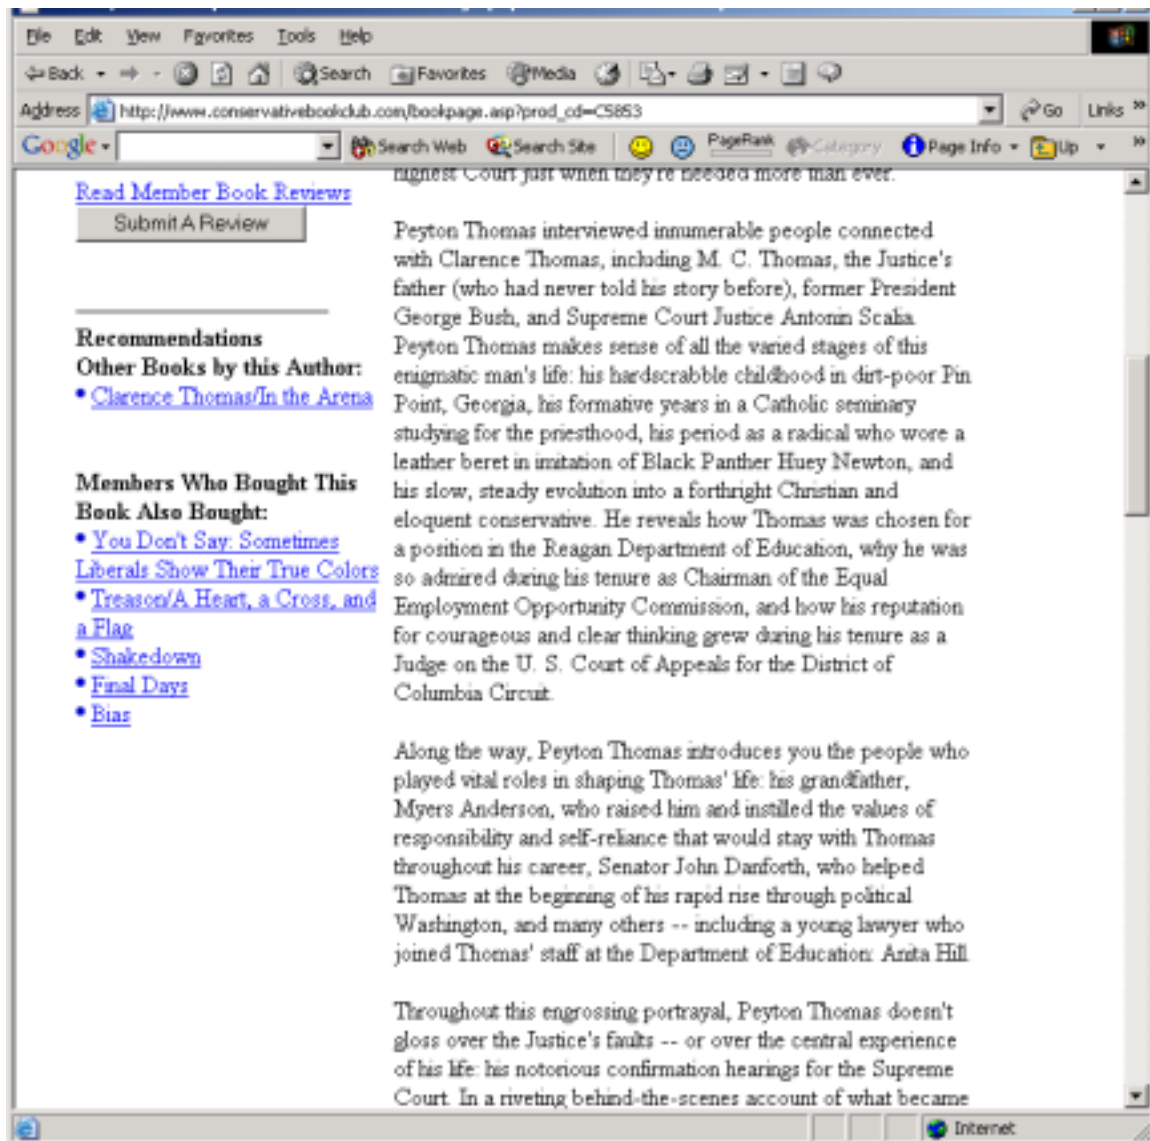 File Edit View Favorites Tools Help
Back Search Favorites Media
Address http://www.conservativebookclub.com/bookpage.asp?prod_cd=C5853 Go Links »
Google Search Web Search Site PageRank Category Page Info Up »
Read Member Book Reviews
Submit A Review
Recommendations
Other Books by this Author:
• Clarence Thomas/In the Arena
Members Who Bought This
Book Also Bought:
• You Don't Say: Sometimes
Liberals Show Their True Colors
• Treason/A Heart, a Cross, and
a Flag
• Shakedown
• Final Days
• Bias
highest Court just when they're needed more than ever.
Peyton Thomas interviewed innumerable people connected
with Clarence Thomas, including M. C. Thomas, the Justice's
father (who had never told his story before), former President
George Bush, and Supreme Court Justice Antonin Scalia.
Peyton Thomas makes sense of all the varied stages of this
enigmatic man's life: his hardscrabble childhood in dirt-poor Pin
Point, Georgia, his formative years in a Catholic seminary
studying for the priesthood, his period as a radical who wore a
leather beret in imitation of Black Panther Huey Newton, and
his slow, steady evolution into a forthright Christian and
eloquent conservative. He reveals how Thomas was chosen for
a position in the Reagan Department of Education, why he was
so admired during his tenure as Chairman of the Equal
Employment Opportunity Commission, and how his reputation
for courageous and clear thinking grew during his tenure as a
Judge on the U. S. Court of Appeals for the District of
Columbia Circuit.
Along the way, Peyton Thomas introduces you the people who
played vital roles in shaping Thomas' life: his grandfather,
Myers Anderson, who raised him and instilled the values of
responsibility and self-reliance that would stay with Thomas
throughout his career, Senator John Danforth, who helped
Thomas at the beginning of his rapid rise through political
Washington, and many others -- including a young lawyer who
joined Thomas' staff at the Department of Education: Anita Hill.
Throughout this engrossing portrayal, Peyton Thomas doesn't
gloss over the Justice's faults -- or over the central experience
of his life: his notorious confirmation hearings for the Supreme
Court. In a riveting behind-the-scenes account of what became
Internet